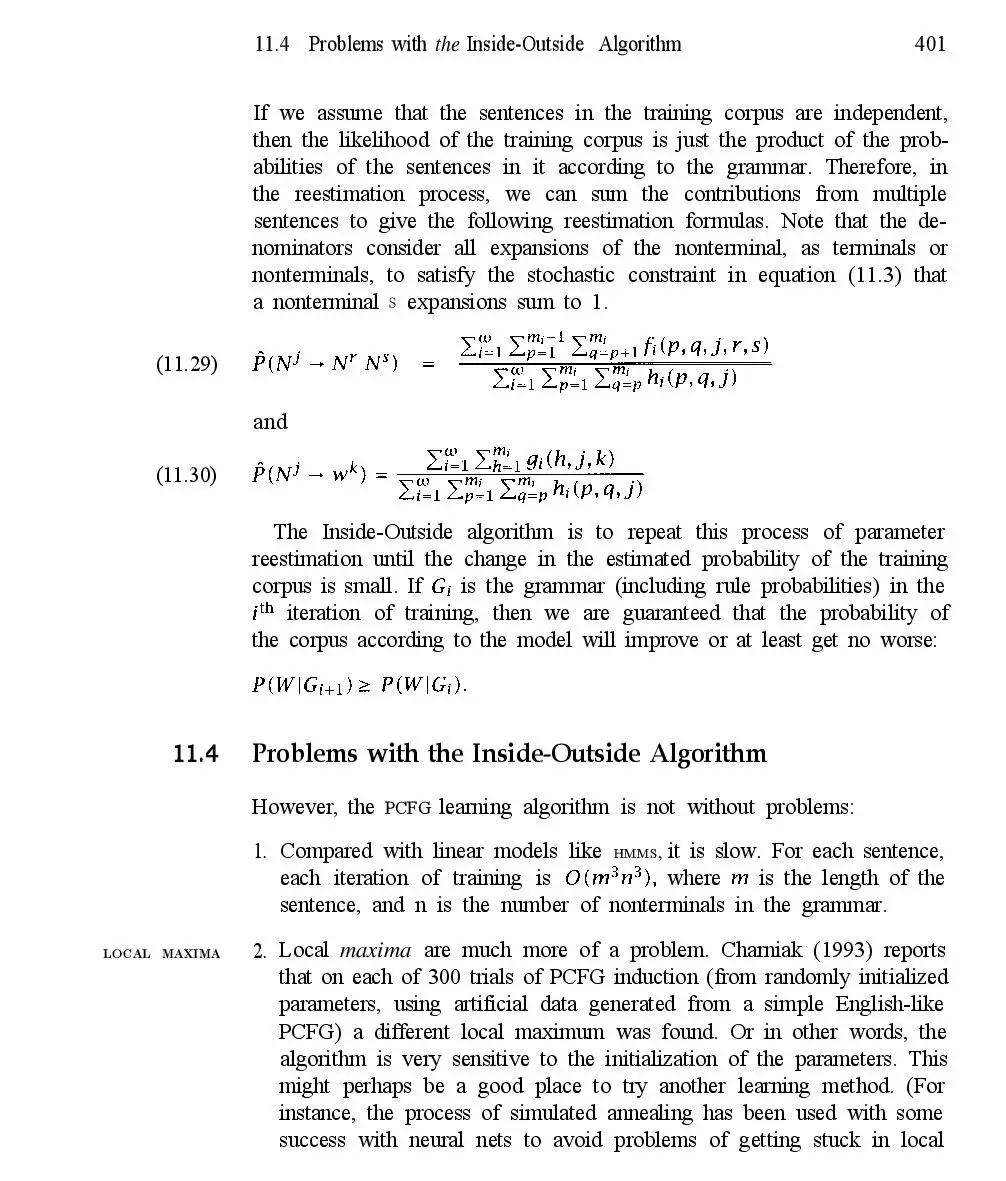 11.4 Problems with the Inside-Outside Algorithm 401
If we assume that the sentences in the training corpus are independent,
then the likelihood of the training corpus is just the product of the prob-
abilities of the sentences in it according to the grammar. Therefore, in
the reestimation process, we can sum the contributions from multiple
sentences to give the following reestimation formulas. Note that the de-
nominators consider all expansions of the nonterminal, as terminals or
nonterminals, to satisfy the stochastic constraint in equation (11.3) that
a nonterminal s expansions sum to 1.
(11.29) P̂(N^j → N^r N^s) = \frac{\sum_{i=1}^{ω} \sum_{p=1}^{m_i-1} \sum_{q=p+1}^{m_i} f_i(p, q, j, r, s)}{\sum_{i=1}^{ω} \sum_{p=1}^{m_i} \sum_{q=p}^{m_i} h_i(p, q, j)}
and
(11.30) P̂(N^j → w^k) = \frac{\sum_{i=1}^{ω} \sum_{h=1}^{m_i} g_i(h, j, k)}{\sum_{i=1}^{ω} \sum_{p=1}^{m_i} \sum_{q=p}^{m_i} h_i(p, q, j)}
The Inside-Outside algorithm is to repeat this process of parameter
reestimation until the change in the estimated probability of the training
corpus is small. If G_i is the grammar (including rule probabilities) in the
i^th iteration of training, then we are guaranteed that the probability of
the corpus according to the model will improve or at least get no worse:
P(W|G_{i+1}) ≥ P(W|G_i).
11.4 Problems with the Inside-Outside Algorithm
However, the PCFG learning algorithm is not without problems:
1. Compared with linear models like HMMS, it is slow. For each sentence,
each iteration of training is O(m³n³), where m is the length of the
sentence, and n is the number of nonterminals in the grammar.
LOCAL MAXIMA 2. Local maxima are much more of a problem. Charniak (1993) reports
that on each of 300 trials of PCFG induction (from randomly initialized
parameters, using artificial data generated from a simple English-like
PCFG) a different local maximum was found. Or in other words, the
algorithm is very sensitive to the initialization of the parameters. This
might perhaps be a good place to try another learning method. (For
instance, the process of simulated annealing has been used with some
success with neural nets to avoid problems of getting stuck in local